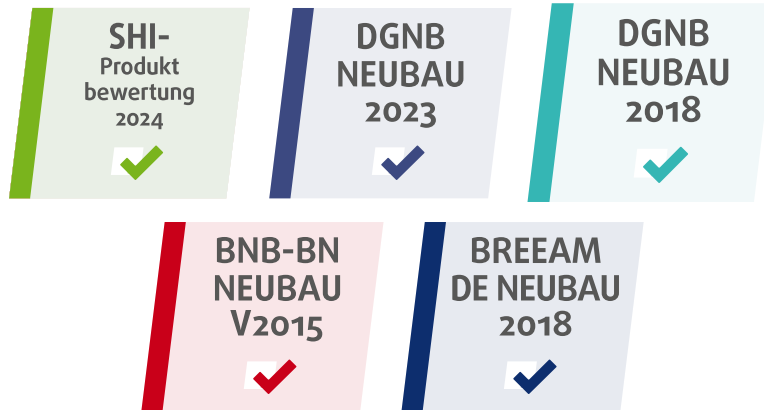 SHI-
Produkt
bewertung
2024
DGNB
NEUBAU
2023
DGNB
NEUBAU
2018
BNB-BN
NEUBAU
V2015
BREEAM
DE NEUBAU
2018